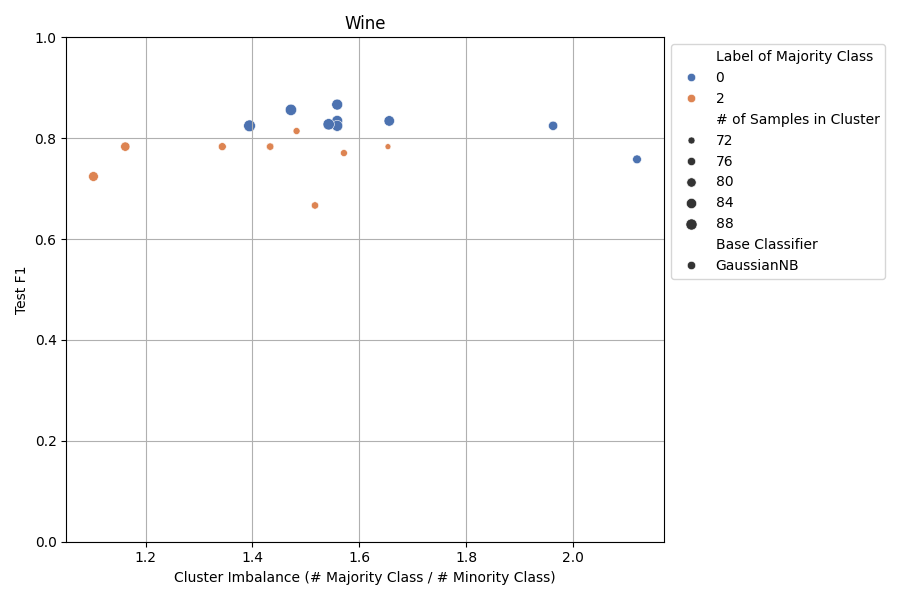 Wine
1.0
0.8
0.6
0.4
0.2
0.0
Test F1
1.2
1.4
1.6
1.8
2.0
Cluster Imbalance (# Majority Class / # Minority Class)
Label of Majority Class
0
2
# of Samples in Cluster
72
76
80
84
88
Base Classifier
GaussianNB